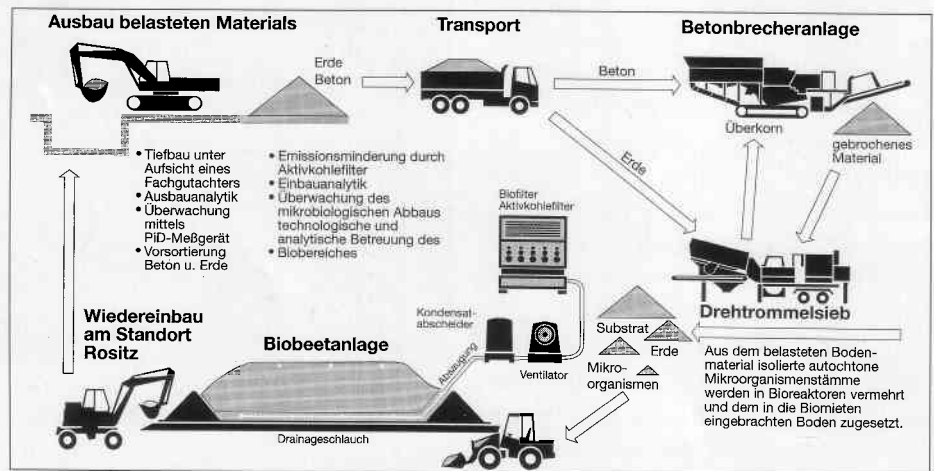 Ausbau belasteten Materials
Transport
Betonbrecheranlage
Erde
Beton
Beton
Überkorn
gebrochenes
Material
Erde
• Tiefbau unter
Aufsicht eines
Fachgutachters
• Ausbauanalytik
• Überwachung
mittels
PiD-Meßgerät
• Vorsortierung
Beton u. Erde
• Emissionsminderung durch
Aktivkohlefilter
• Einbauanalytik
• Überwachung des
mikrobiologischen Abbaus
technologische und
analytische Betreuung des
• Biobereiches
Biofilter
Aktivkohlefilter
Drehtrommelsieb
Wiedereinbau
am Standort
Rositz
Biobeetanlage
Kondensat-
abscheider
Absaugung
Ventilator
Substrat
Erde
Mikro-
organismen
Aus dem belasteten Boden-
material isolierte autochtone
Mikroorganismenstämme
werden in Bioreaktoren vermehrt
und dem in die Biomieten
eingebrachten Boden zugesetzt.
Drainageschlauch